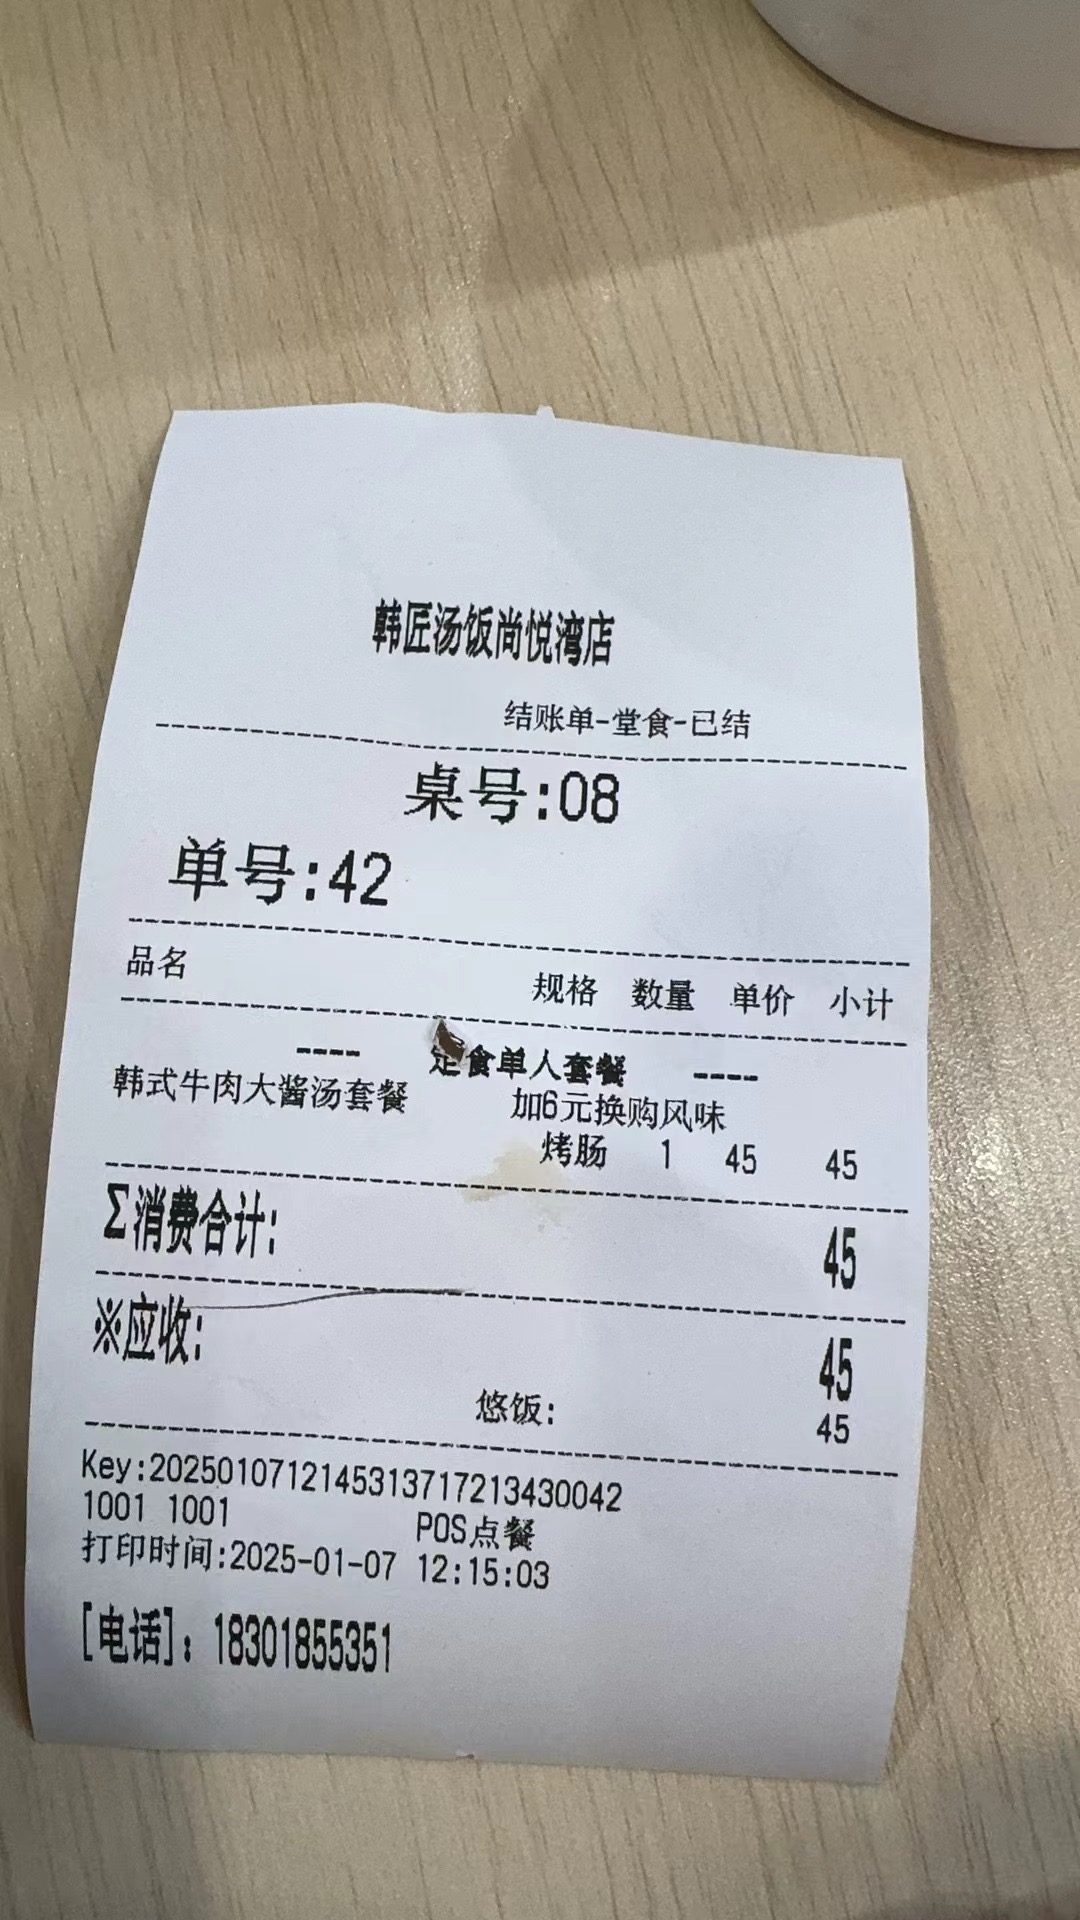 韩匠汤饭尚悦湾店
结账单-堂食-已结
桌号:08
单号:42
品名 规格 数量 单价 小计
---- 定食单人套餐 ----
韩式牛肉大酱汤套餐 加6元换购风味
烤肠 1 45 45
Σ消费合计: 45
※应收: 45
悠饭: 45
Key:20250107121453137172134300​42
1001 1001 POS点餐
打印时间:2025-01-07 12:15:03
[电话]: 18301855351